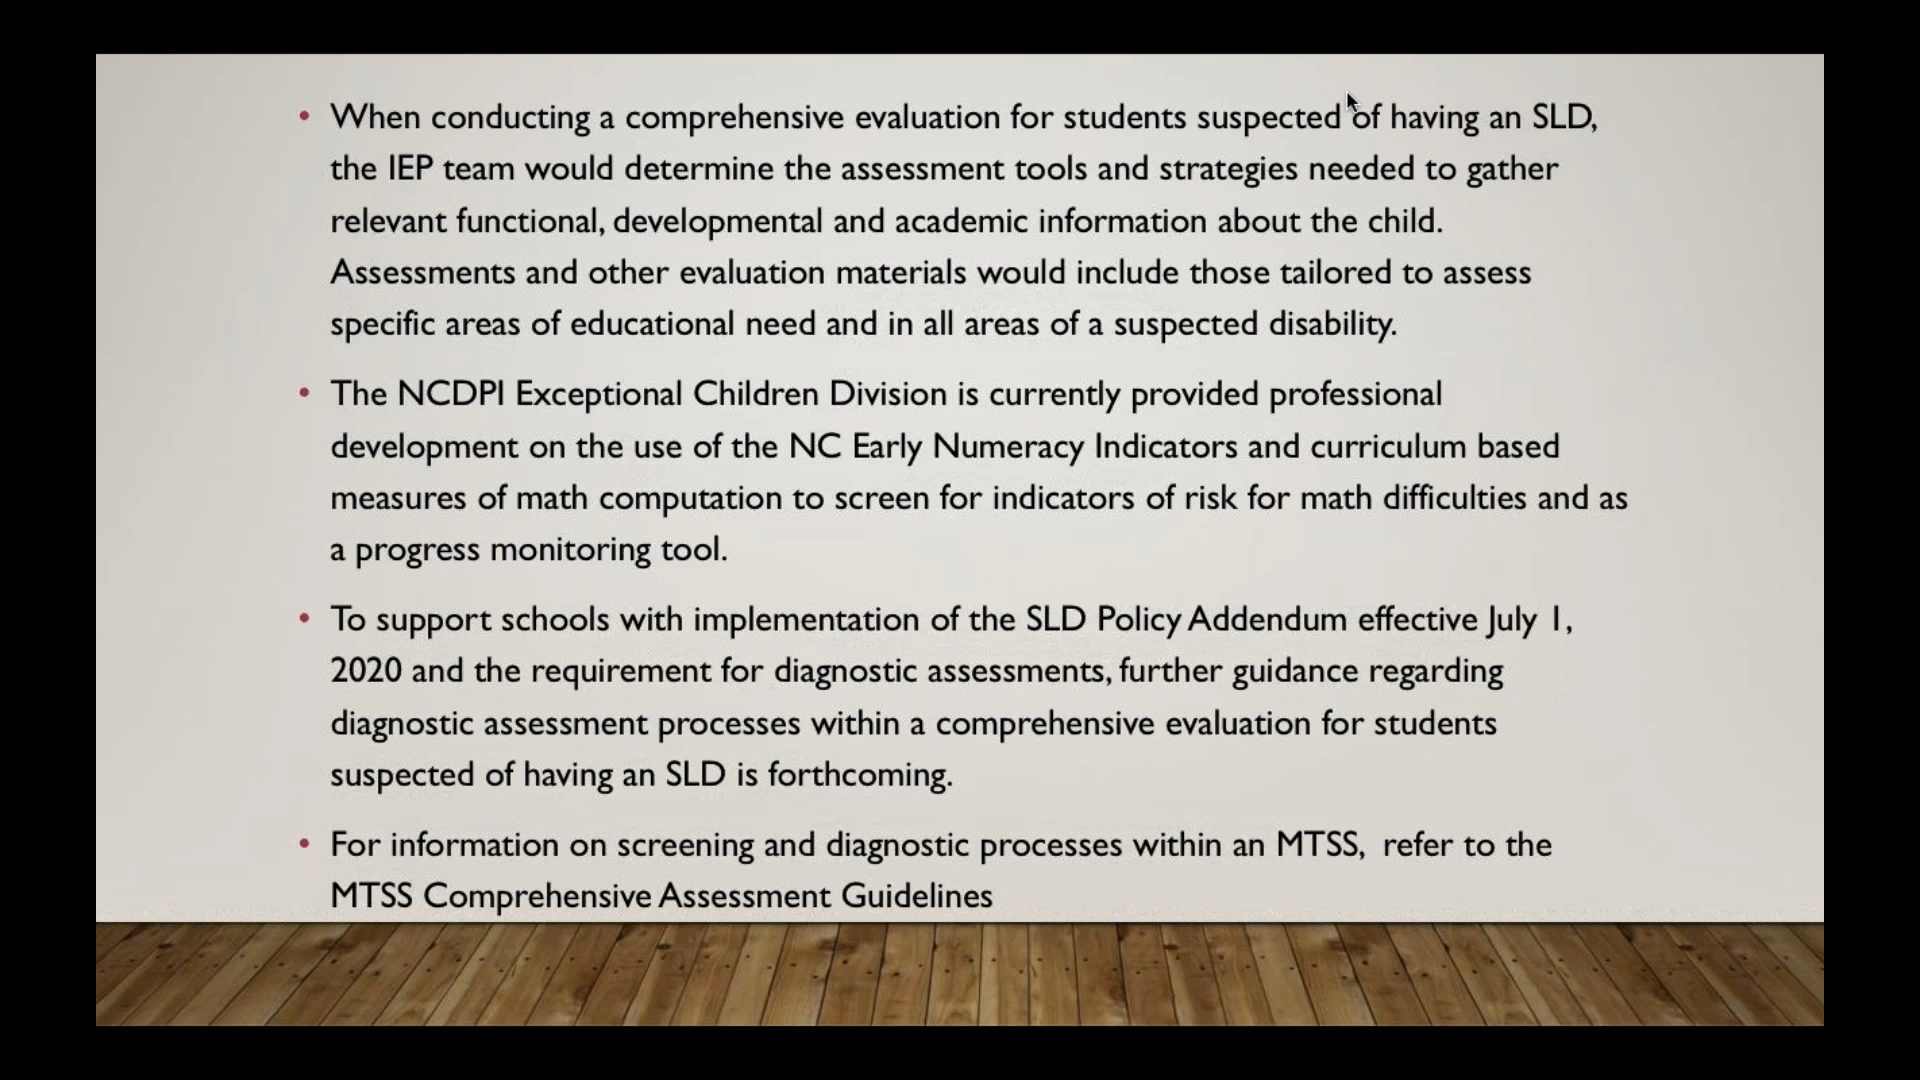 • When conducting a comprehensive evaluation for students suspected of having an SLD,
the IEP team would determine the assessment tools and strategies needed to gather
relevant functional, developmental and academic information about the child.
Assessments and other evaluation materials would include those tailored to assess
specific areas of educational need and in all areas of a suspected disability.
• The NCDPI Exceptional Children Division is currently provided professional
development on the use of the NC Early Numeracy Indicators and curriculum based
measures of math computation to screen for indicators of risk for math difficulties and as
a progress monitoring tool.
• To support schools with implementation of the SLD Policy Addendum effective July 1,
2020 and the requirement for diagnostic assessments, further guidance regarding
diagnostic assessment processes within a comprehensive evaluation for students
suspected of having an SLD is forthcoming.
• For information on screening and diagnostic processes within an MTSS, refer to the
MTSS Comprehensive Assessment Guidelines